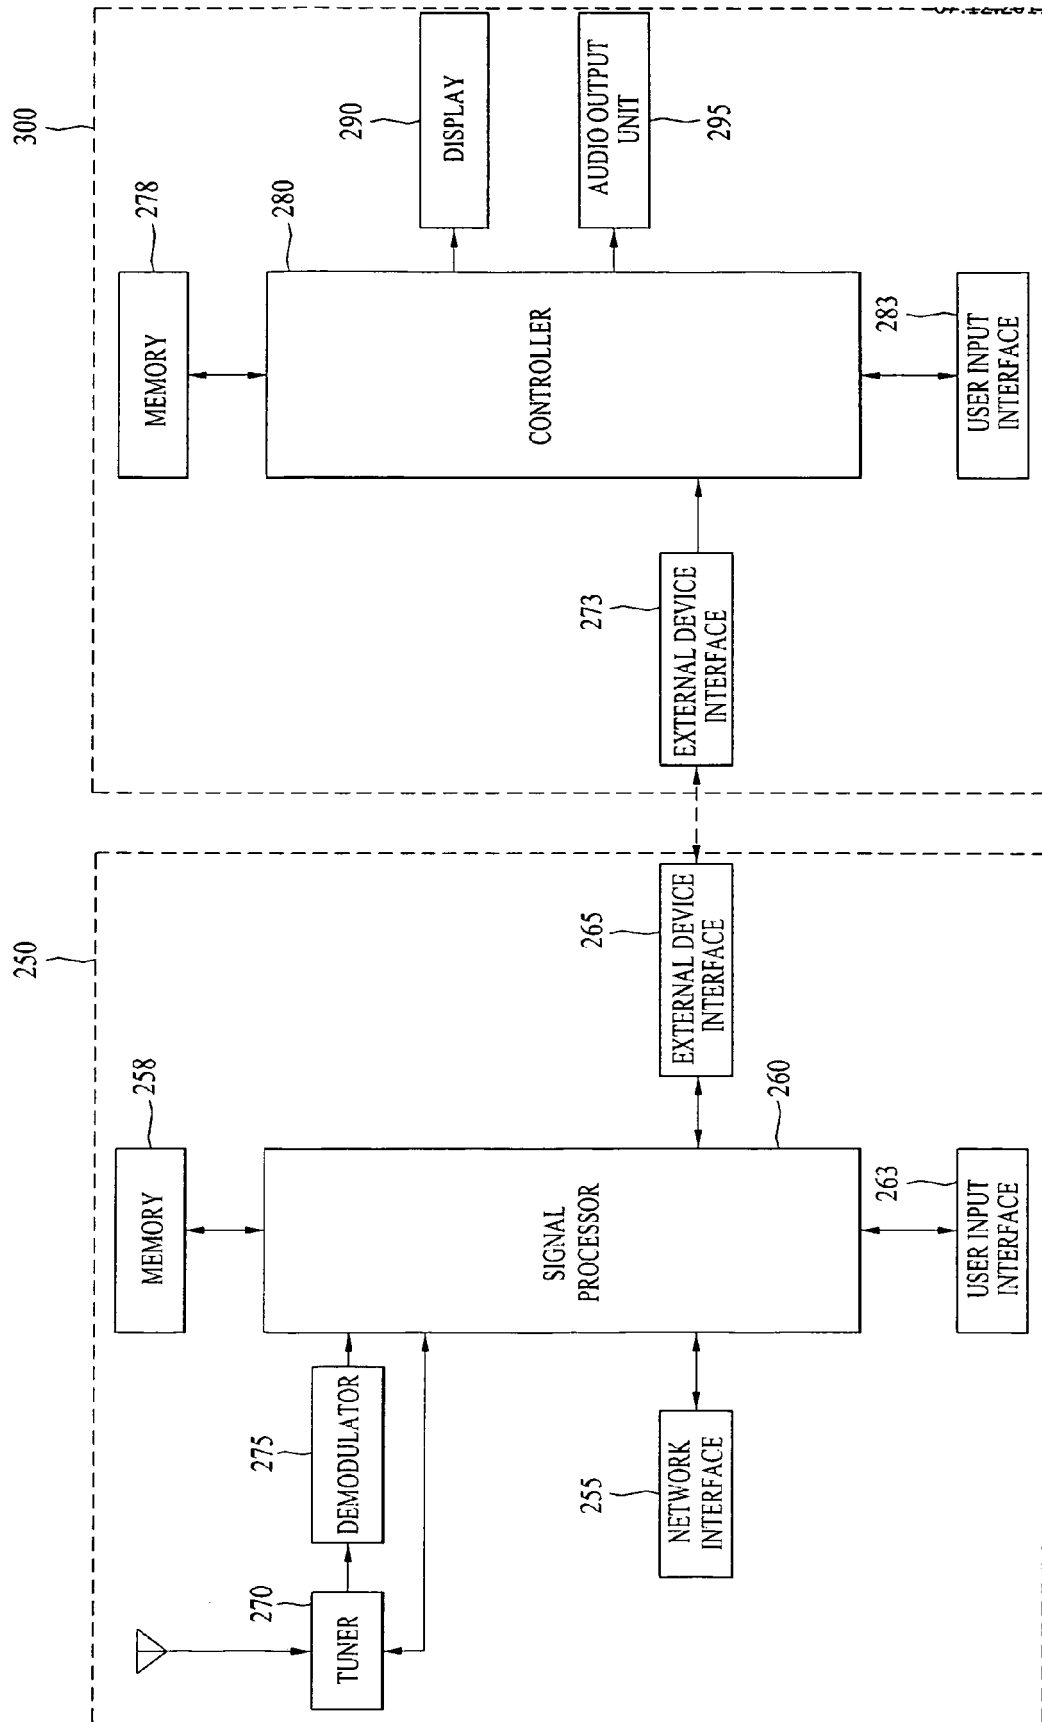 250
258
MEMORY
270
TUNER
275
DEMODULATOR
SIGNAL
PROCESSOR
260
255
NETWORK
INTERFACE
263
USER INPUT
INTERFACE
265
EXTERNAL DEVICE
INTERFACE
300
278
MEMORY
280
CONTROLLER
273
EXTERNAL DEVICE
INTERFACE
283
USER INPUT
INTERFACE
290
DISPLAY
295
AUDIO OUTPUT
UNIT